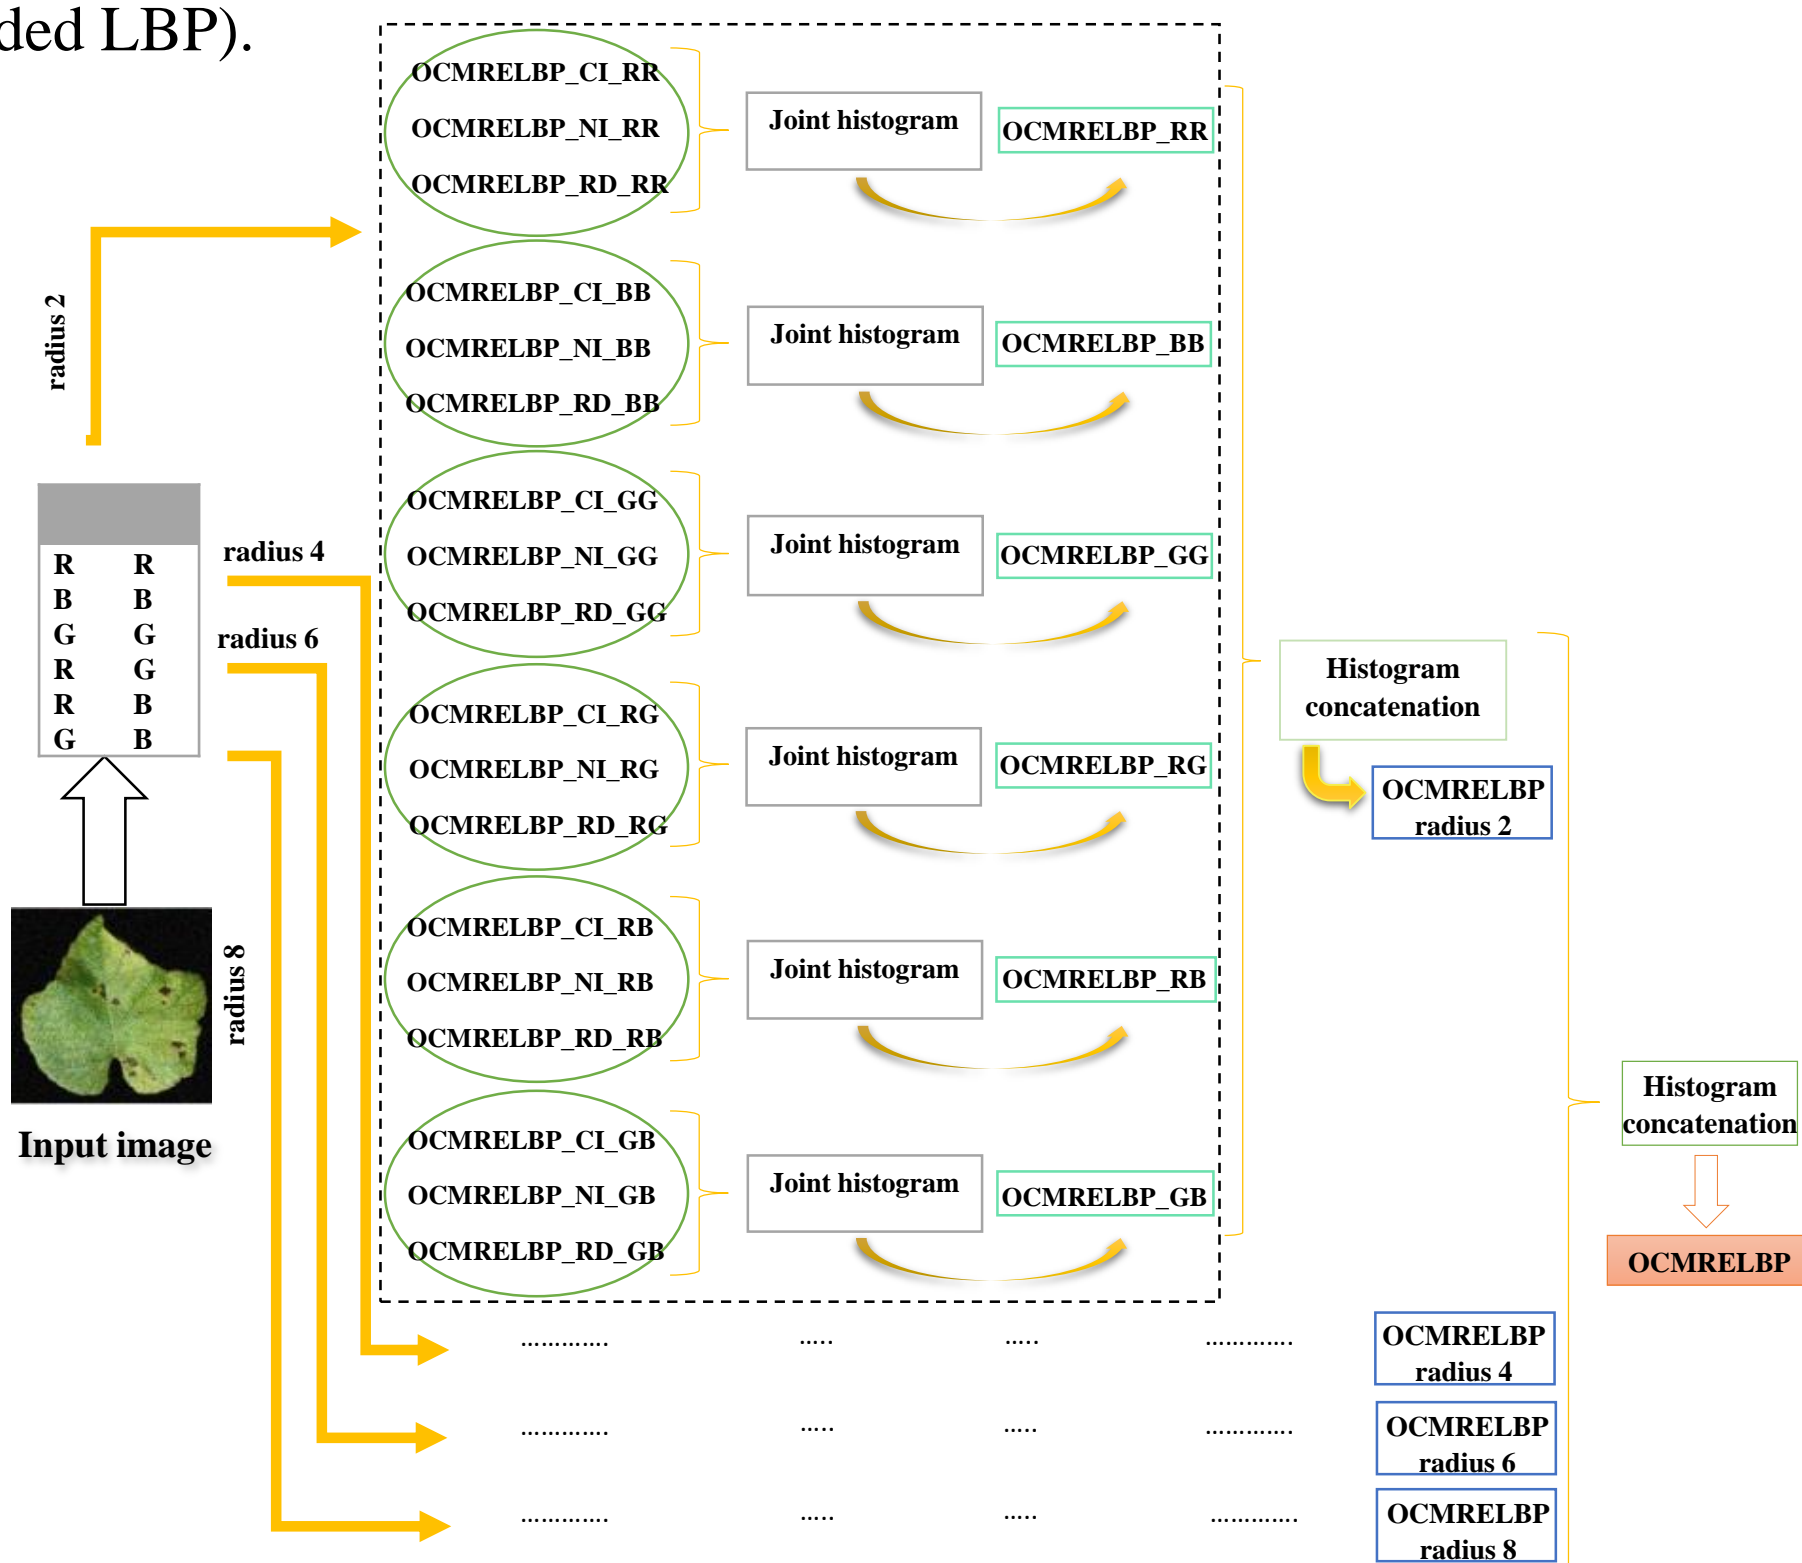 ded LBP).
OCMRELBP_CI_RR
OCMRELBP_NI_RR
OCMRELBP_RD_RR
Joint histogram
OCMRELBP_RR
radius 2
OCMRELBP_CI_BB
OCMRELBP_NI_BB
OCMRELBP_RD_BB
Joint histogram
OCMRELBP_BB
OCMRELBP_CI_GG
OCMRELBP_NI_GG
OCMRELBP_RD_GG
Joint histogram
OCMRELBP_GG
R R
B B
G G
R G
R B
G B
radius 4
radius 6
radius 8
Input image
OCMRELBP_CI_RG
OCMRELBP_NI_RG
OCMRELBP_RD_RG
Joint histogram
OCMRELBP_RG
OCMRELBP_CI_RB
OCMRELBP_NI_RB
OCMRELBP_RD_RB
Joint histogram
OCMRELBP_RB
OCMRELBP_CI_GB
OCMRELBP_NI_GB
OCMRELBP_RD_GB
Joint histogram
OCMRELBP_GB
Histogram
concatenation
OCMRELBP
radius 2
Histogram
concatenation
OCMRELBP
............. ..... ..... .............
OCMRELBP
radius 4
............. ..... ..... .............
OCMRELBP
radius 6
............. ..... ..... .............
OCMRELBP
radius 8